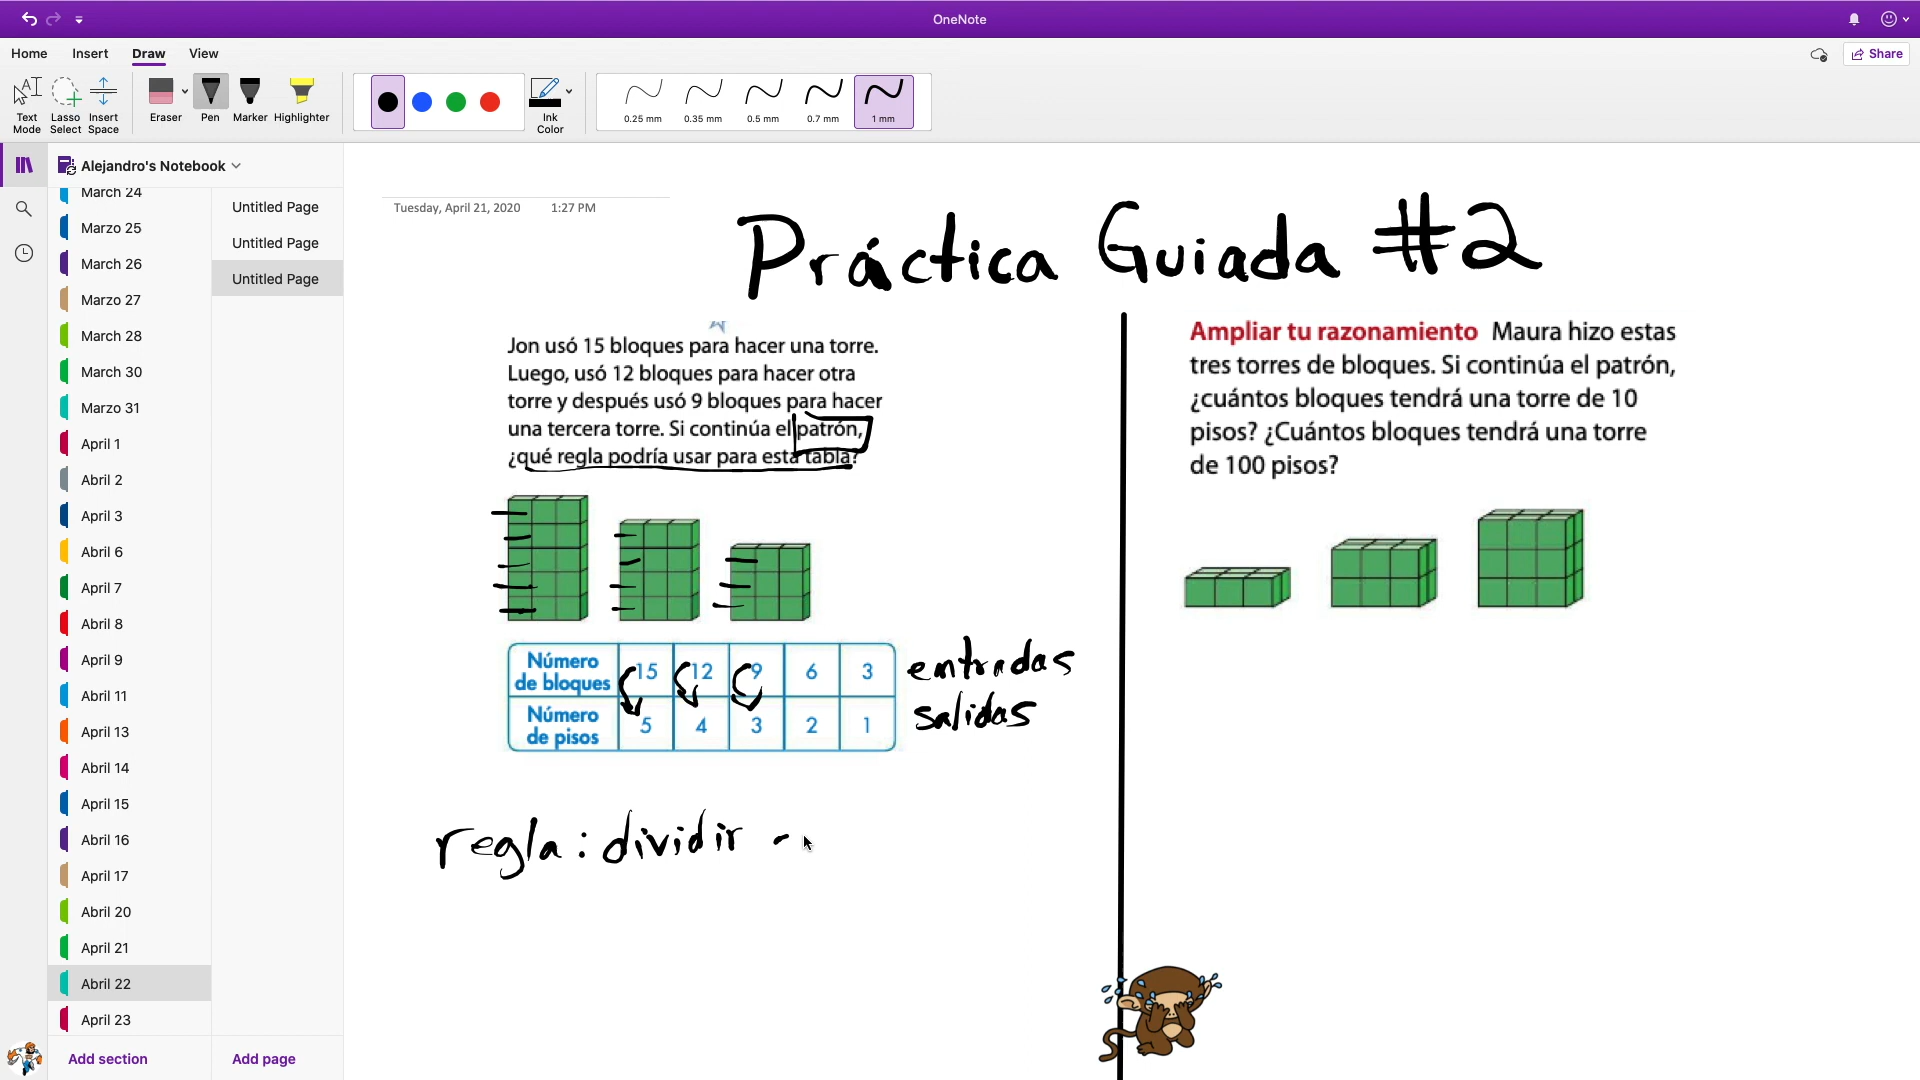 OneNote
Home Insert Draw View
Share
Text Mode
Lasso Select
Insert Space
Eraser
Pen
Marker
Highlighter
Ink Color
0.25 mm
0.35 mm
0.5 mm
0.7 mm
1 mm
Alejandro's Notebook
March 24
Marzo 25
March 26
Marzo 27
March 28
March 30
Marzo 31
April 1
Abril 2
April 3
Abril 6
April 7
Abril 8
April 9
Abril 11
April 13
Abril 14
April 15
Abril 16
April 17
Abril 20
April 21
Abril 22
April 23
Add section
Untitled Page
Untitled Page
Untitled Page
Add page
Tuesday, April 21, 2020 1:27 PM
Práctica Guiada #2
Jon usó 15 bloques para hacer una torre.
Luego, usó 12 bloques para hacer otra
torre y después usó 9 bloques para hacer
una tercera torre. Si continúa el patrón,
¿qué regla podría usar para esta tabla?
Número de bloques 15 12 9 6 3 entradas
Número de pisos 5 4 3 2 1 salidas
regla: dividir
Ampliar tu razonamiento Maura hizo estas
tres torres de bloques. Si continúa el patrón,
¿cuántos bloques tendrá una torre de 10
pisos? ¿Cuántos bloques tendrá una torre
de 100 pisos?